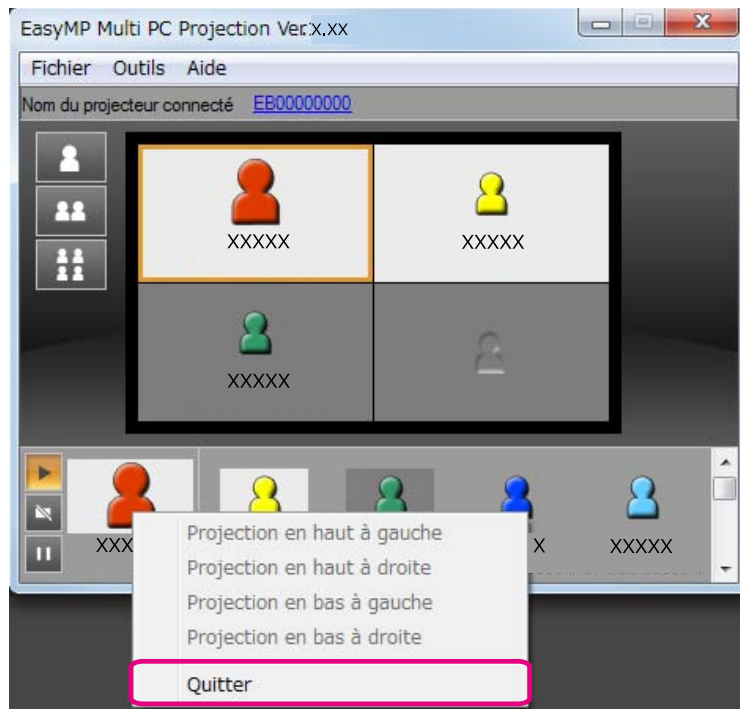 EasyMP Multi PC Projection Ver.X.XX
Fichier Outils Aide
Nom du projecteur connecté EB00000000
XXXXX XXXXX
XXXXX
XXX X XXXXX
Projection en haut à gauche
Projection en haut à droite
Projection en bas à gauche
Projection en bas à droite
Quitter